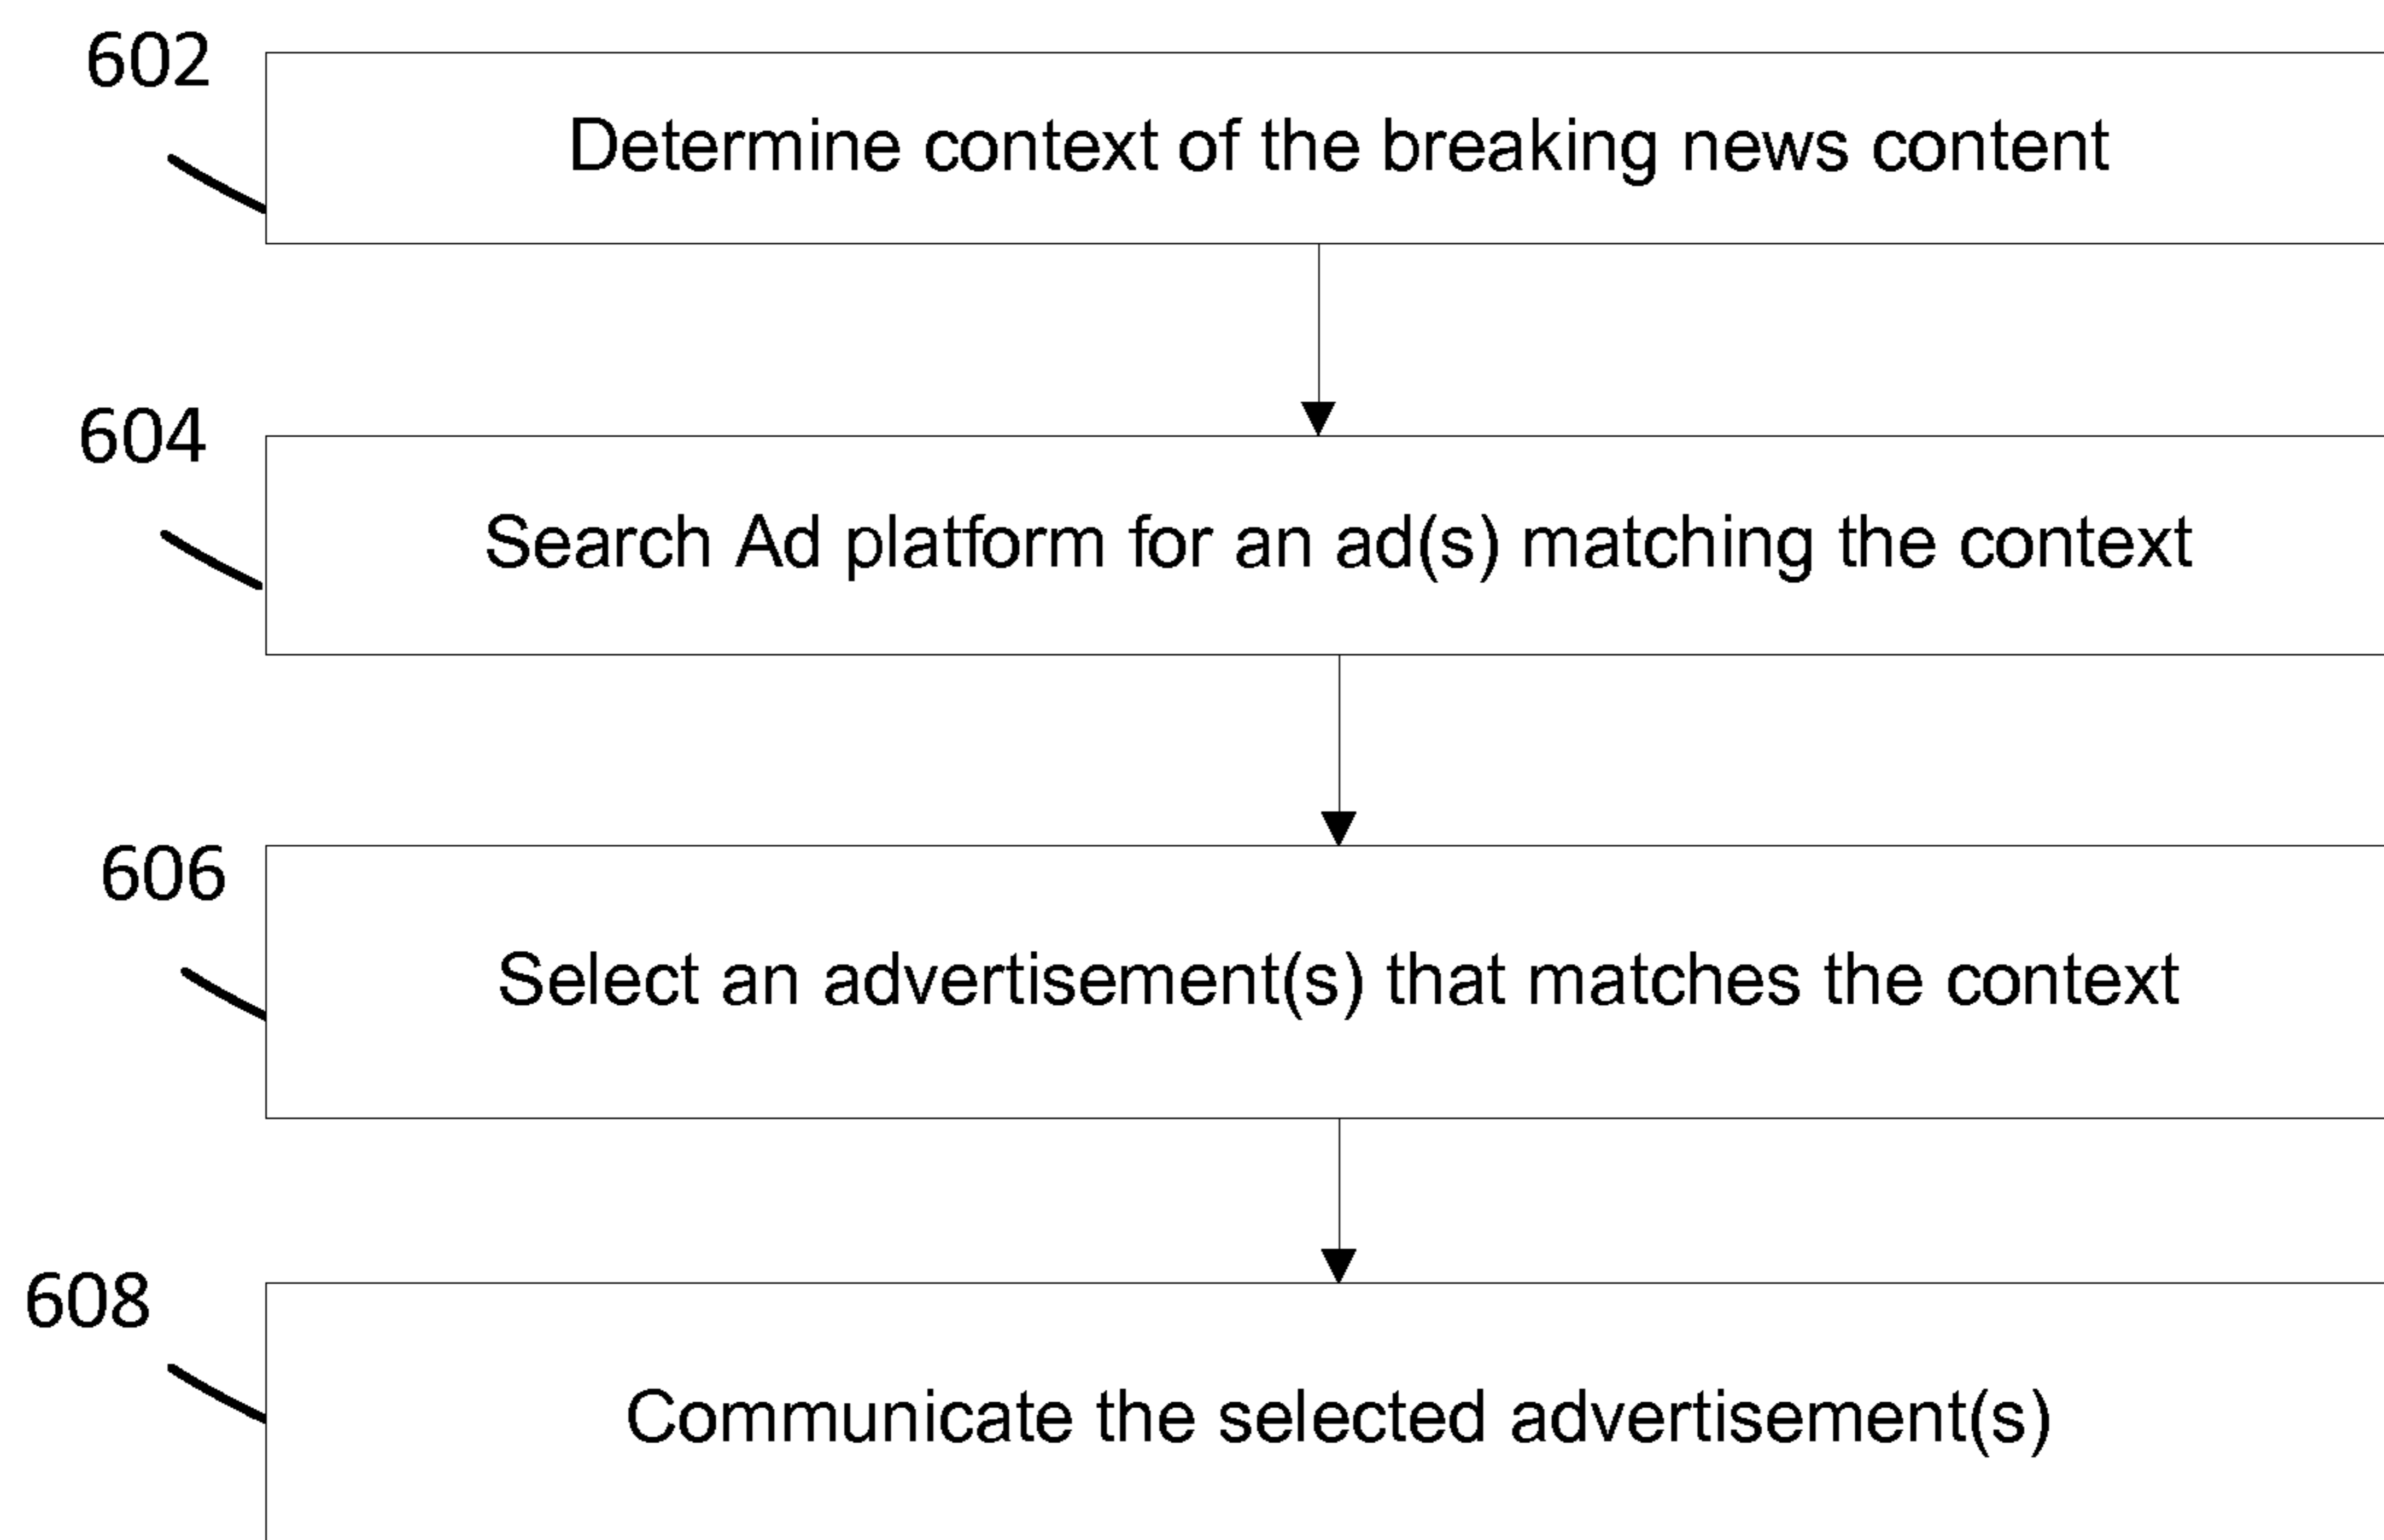 602
Determine context of the breaking news content
604
Search Ad platform for an ad(s) matching the context
606
Select an advertisement(s) that matches the context
608
Communicate the selected advertisement(s)